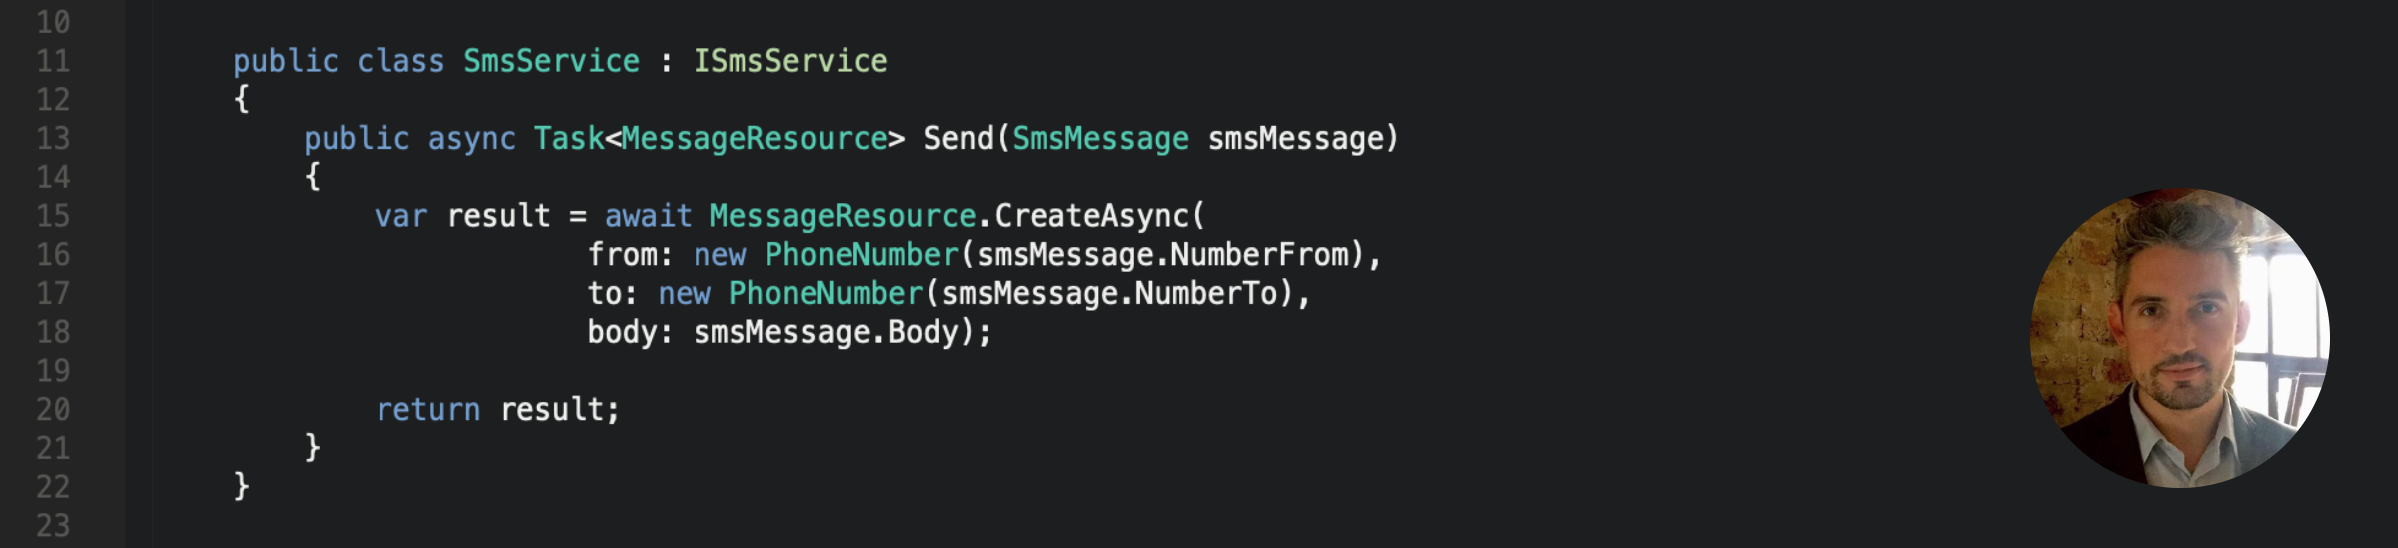 10
11 public class SmsService : ISmsService
12 {
13 public async Task<MessageResource> Send(SmsMessage smsMessage)
14 {
15 var result = await MessageResource.CreateAsync(
16 from: new PhoneNumber(smsMessage.NumberFrom),
17 to: new PhoneNumber(smsMessage.NumberTo),
18 body: smsMessage.Body);
19
20 return result;
21 }
22 }
23